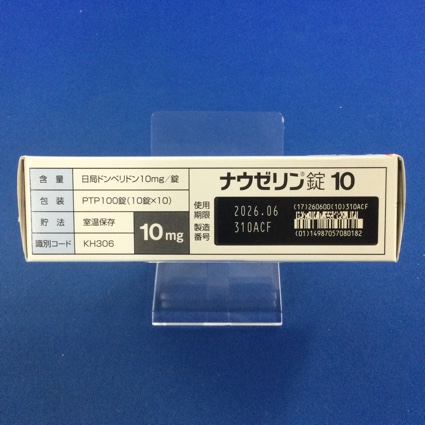 含量 日局ドンペリドン10mg/錠
包装 PTP100錠(10錠×10)
貯法 室温保存
識別コード KH306
10mg
ナウゼリン®錠 10
使用期限 2026.06
製造番号 310ACF
(17)260600(10)310ACF
(01)14987057080182